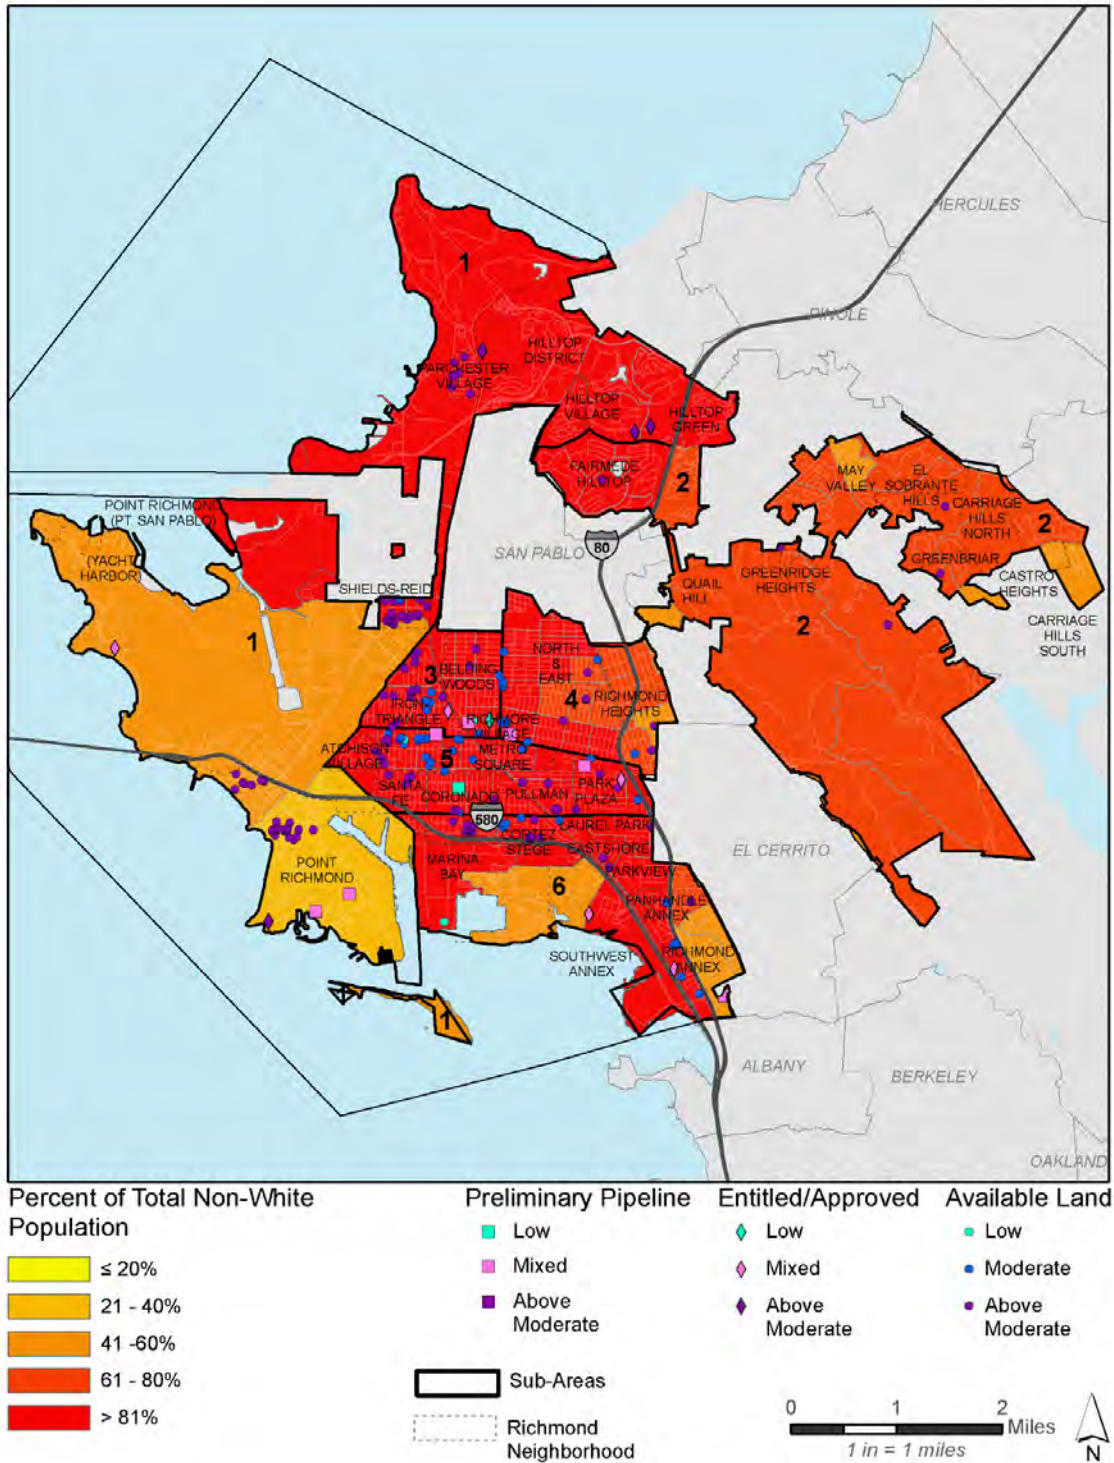 HERCULES
1
PINOLE
HILLTOP
DISTRICT
PARCHESTER
VILLAGE
HILLTOP
VILLAGE
HILLTOP
GREEN
FAIRMEDE
HILLTOP
2
MAY
VALLEY
EL
SOBRANTE
HILLS
CARRIAGE
HILLS
NORTH
2
POINT RICHMOND
(PT SAN PABLO)
SAN PABLO
80
(YACHT
HARBOR)
GREENBRIAR
GREENRIDGE
HEIGHTS
CASTRO
HEIGHTS
QUAIL
HILL
SHIELDS-REID
CARRIAGE
HILLS
SOUTH
2
1
3
BELDING
WOODS
NORTH
&
EAST
4
RICHMOND
HEIGHTS
IRON
TRIANGLE
RICHMORE
VILLAGE
ATCHISON
VILLAGE
5
METRO
SQUARE
SANTA
FE
CORONADO
PULLMAN
PARK
PLAZA
580
CORTEZ
STEGE
LAUREL PARK
EASTSHORE
PARKVIEW
EL CERRITO
POINT
RICHMOND
MARINA
BAY
6
PANHANDLE
ANNEX
SOUTHWEST
ANNEX
RICHMOND
ANNEX
1
ALBANY
BERKELEY
OAKLAND
Percent of Total Non-White
Population
≤ 20%
21 - 40%
41 -60%
61 - 80%
> 81%
Preliminary Pipeline
Low
Mixed
Above
Moderate
Entitled/Approved
Low
Mixed
Above
Moderate
Available Land
Low
Moderate
Above
Moderate
Sub-Areas
Richmond
Neighborhood
0 1 2
Miles
1 in = 1 miles
N